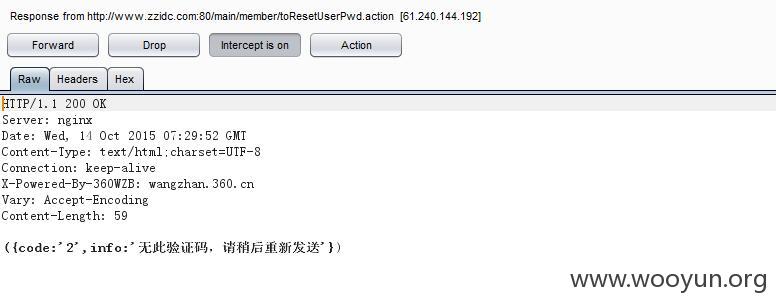 Response from http://www.zzidc.com:80/main/member/toResetUserPwd.action [61.240.144.192]
Forward Drop Intercept is on Action
Raw Headers Hex
HTTP/1.1 200 OK
Server: nginx
Date: Wed, 14 Oct 2015 07:29:52 GMT
Content-Type: text/html;charset=UTF-8
Connection: keep-alive
X-Powered-By-360WZB: wangzhan.360.cn
Vary: Accept-Encoding
Content-Length: 59
({code:'2',info:'无此验证码，请稍后重新发送'})
www.wooyun.org